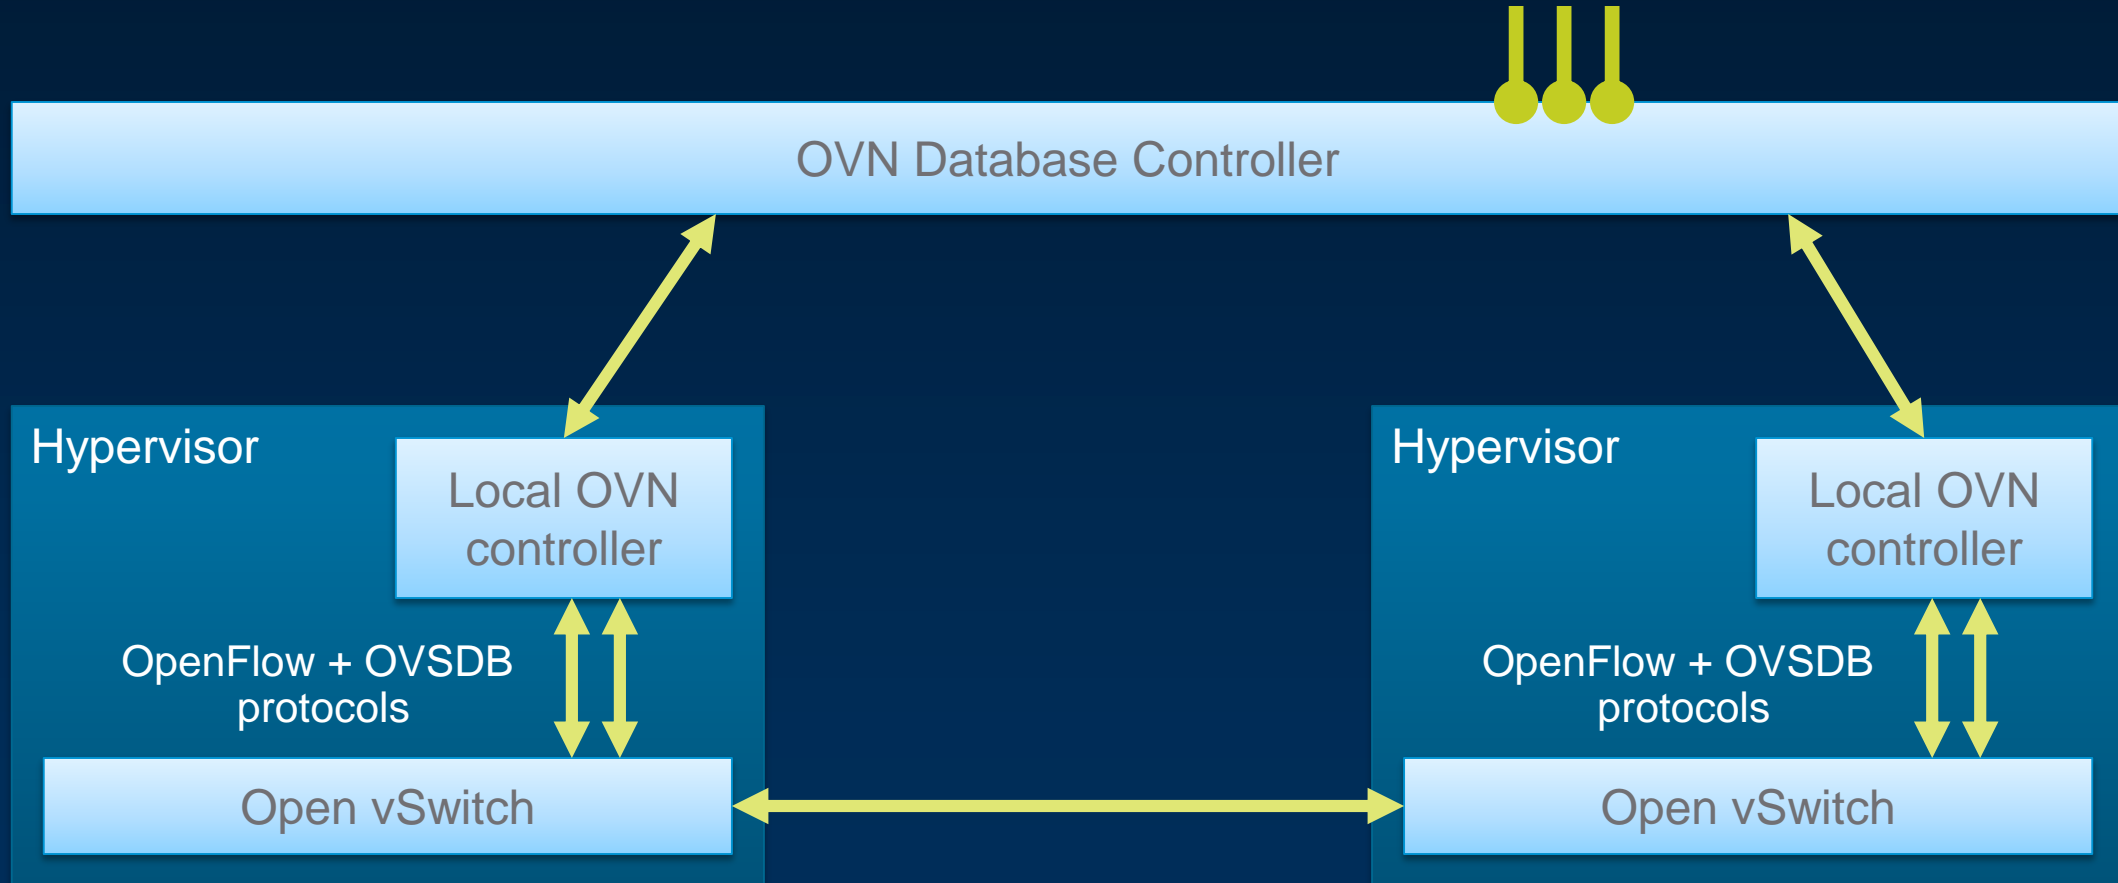 OVN Database Controller
Hypervisor
Local OVN
controller
OpenFlow + OVSDB
protocols
Open vSwitch
Hypervisor
Local OVN
controller
OpenFlow + OVSDB
protocols
Open vSwitch